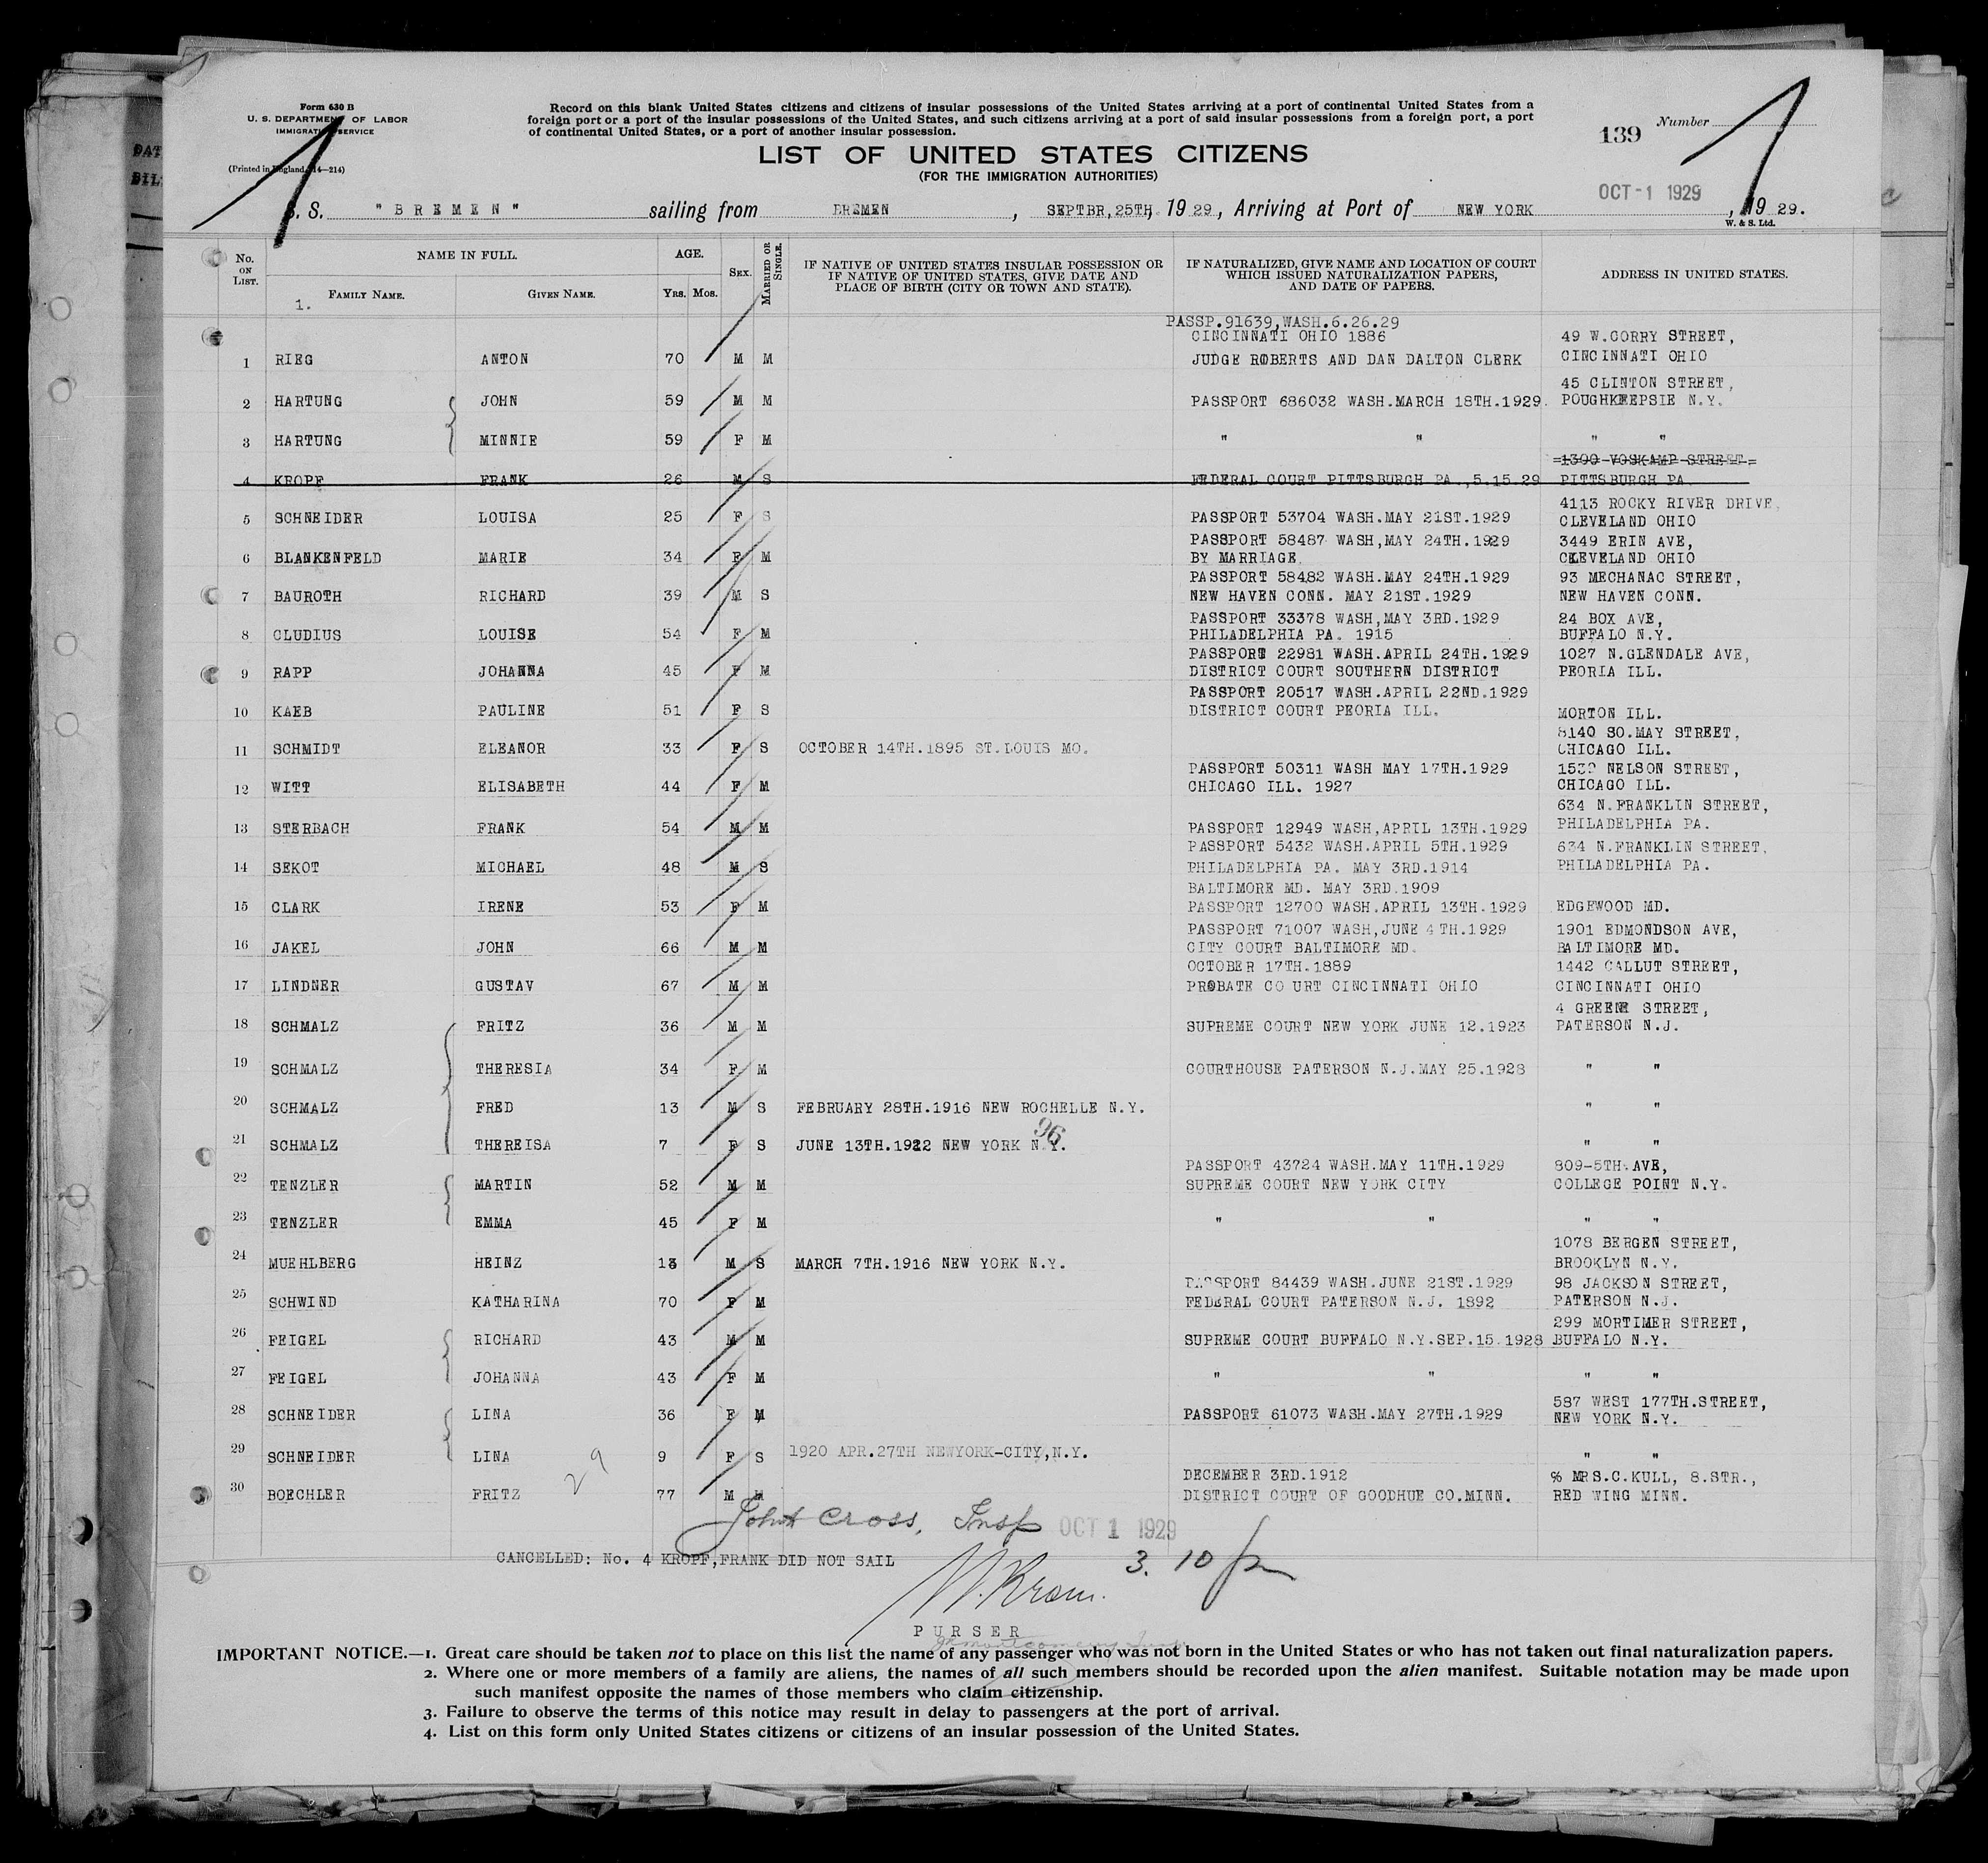 Form 630 B
U. S. DEPARTMENT OF LABOR
IMMIGRATION SERVICE
(Printed in England, 14—214)
Record on this blank United States citizens and citizens of insular possessions of the United States arriving at a port of continental United States from a
foreign port or a port of the insular possessions of the United States, and such citizens arriving at a port of said insular possessions from a foreign port, a port
of continental United States, or a port of another insular possession.
139 Number
LIST OF UNITED STATES CITIZENS
(FOR THE IMMIGRATION AUTHORITIES)
OCT -1 1929
S. S. "BREMEN" sailing from BREMEN, SEPTBR,25TH, 1929, Arriving at Port of NEW YORK, 1929.
W. & S. Ltd.
No. ON LIST. NAME IN FULL. AGE. SEX. MARRIED OR SINGLE. IF NATIVE OF UNITED STATES INSULAR POSSESSION OR IF NATIVE OF UNITED STATES, GIVE DATE AND PLACE OF BIRTH (CITY OR TOWN AND STATE). IF NATURALIZED, GIVE NAME AND LOCATION OF COURT WHICH ISSUED NATURALIZATION PAPERS, AND DATE OF PAPERS. ADDRESS IN UNITED STATES.
1. FAMILY NAME. GIVEN NAME. YRS. MOS.
PASSP.91639,WASH.6.26.29
CINCINNATI OHIO 1886 49 W.CORRY STREET,
1 RIEG ANTON 70 M M JUDGE ROBERTS AND DAN DALTON CLERK CINCINNATI OHIO
45 CLINTON STREET,
2 HARTUNG JOHN 59 M M PASSPORT 686032 WASH.MARCH 18TH.1929. POUGHKEEPSIE N.Y.
3 HARTUNG MINNIE 59 F M " " " "
1300 VOSKAMP STREET
4 KROPF FRANK 26 M S FEDERAL COURT PITTSBURGH PA.,5.15.29 PITTSBURGH PA.
4113 ROCKY RIVER DRIVE,
5 SCHNEIDER LOUISA 25 F S PASSPORT 53704 WASH.MAY 21ST.1929 CLEVELAND OHIO
PASSPORT 58487 WASH,MAY 24TH.1929 3449 ERIN AVE,
6 BLANKENFELD MARIE 34 F M BY MARRIAGE CLEVELAND OHIO
PASSPORT 58482 WASH.MAY 24TH.1929 93 MECHANAC STREET,
7 BAUROTH RICHARD 39 M S NEW HAVEN CONN. MAY 21ST.1929 NEW HAVEN CONN.
PASSPORT 33378 WASH,MAY 3RD.1929 24 BOX AVE,
8 CLUDIUS LOUISE 54 F M PHILADELPHIA PA. 1915 BUFFALO N.Y.
PASSPORT 22981 WASH.APRIL 24TH.1929 1027 N.GLENDALE AVE,
9 RAPP JOHANNA 45 F M DISTRICT COURT SOUTHERN DISTRICT PEORIA ILL.
PASSPORT 20517 WASH.APRIL 22ND.1929
10 KAEB PAULINE 51 F S DISTRICT COURT PEORIA ILL. MORTON ILL.
8140 SO.MAY STREET,
11 SCHMIDT ELEANOR 33 F S OCTOBER 14TH.1895 ST.LOUIS MO. CHICAGO ILL.
PASSPORT 50311 WASH MAY 17TH.1929 NELSON STREET,
12 WITT ELISABETH 44 F M CHICAGO ILL. 1927 CHICAGO ILL.
634 N.FRANKLIN STREET,
13 STERBACH FRANK 54 M M PASSPORT 12949 WASH,APRIL 13TH.1929 PHILADELPHIA PA.
PASSPORT 5432 WASH.APRIL 5TH.1929 634 N.FRANKLIN STREET,
14 SEKOT MICHAEL 48 M S PHILADELPHIA PA. MAY 3RD.1914 PHILADELPHIA PA.
BALTIMORE MD. MAY 3RD.1909
15 CLARK IRENE 53 F M PASSPORT 12700 WASH.APRIL 13TH.1929 EDGEWOOD MD.
PASSPORT 71007 WASH,JUNE 4TH.1929 1901 EDMONDSON AVE,
16 JAKEL JOHN 66 M M CITY COURT BALTIMORE MD. BALTIMORE MD.
OCTOBER 17TH.1889 1442 CALLUT STREET,
17 LINDNER GUSTAV 67 M M PROBATE COURT CINCINNATI OHIO CINCINNATI OHIO
4 GREENE STREET,
18 SCHMALZ FRITZ 36 M M SUPREME COURT NEW YORK JUNE 12.1923 PATERSON N.J.
19 SCHMALZ THERESIA 34 F M COURTHOUSE PATERSON N.J.MAY 25.1928 " "
20 SCHMALZ FRED 13 M S FEBRUARY 28TH.1916 NEW ROCHELLE N.Y. " "
96
21 SCHMALZ THEREISA 7 F S JUNE 13TH.1922 NEW YORK N.Y. " "
PASSPORT 43724 WASH.MAY 11TH.1929 809-5TH.AVE,
22 TENZLER MARTIN 52 M M SUPREME COURT NEW YORK CITY COLLEGE POINT N.Y.
23 TENZLER EMMA 45 F M " " " "
1078 BERGEN STREET,
24 MUEHLBERG HEINZ 13 M S MARCH 7TH.1916 NEW YORK N.Y. BROOKLYN N.Y.
PASSPORT 84439 WASH.JUNE 21ST.1929 98 JACKSON STREET,
25 SCHWIND KATHARINA 70 F M FEDERAL COURT PATERSON N.J. 1892 PATERSON N.J.
299 MORTIMER STREET,
26 FEIGEL RICHARD 43 M M SUPREME COURT BUFFALO N.Y.SEP.15.1928 BUFFALO N.Y.
27 FEIGEL JOHANNA 43 F M " " " "
587 WEST 177TH.STREET,
28 SCHNEIDER LINA 36 F M PASSPORT 61073 WASH.MAY 27TH.1929 NEW YORK N.Y.
29 SCHNEIDER LINA 9 F S 1920 APR.27TH NEWYORK-CITY,N.Y. " "
29
DECEMBER 3RD.1912 % MRS.C.KULL, 8.STR.,
30 BOECHLER FRITZ 77 M M DISTRICT COURT OF GOODHUE CO.MINN. RED WING MINN.
John Cross, Insp OCT 1 1929
CANCELLED: No. 4 KROPF,FRANK DID NOT SAIL 3.10 p
PURSER
IMPORTANT NOTICE.—1. Great care should be taken not to place on this list the name of any passenger who was not born in the United States or who has not taken out final naturalization papers.
2. Where one or more members of a family are aliens, the names of all such members should be recorded upon the alien manifest. Suitable notation may be made upon
such manifest opposite the names of those members who claim citizenship.
3. Failure to observe the terms of this notice may result in delay to passengers at the port of arrival.
4. List on this form only United States citizens or citizens of an insular possession of the United States.